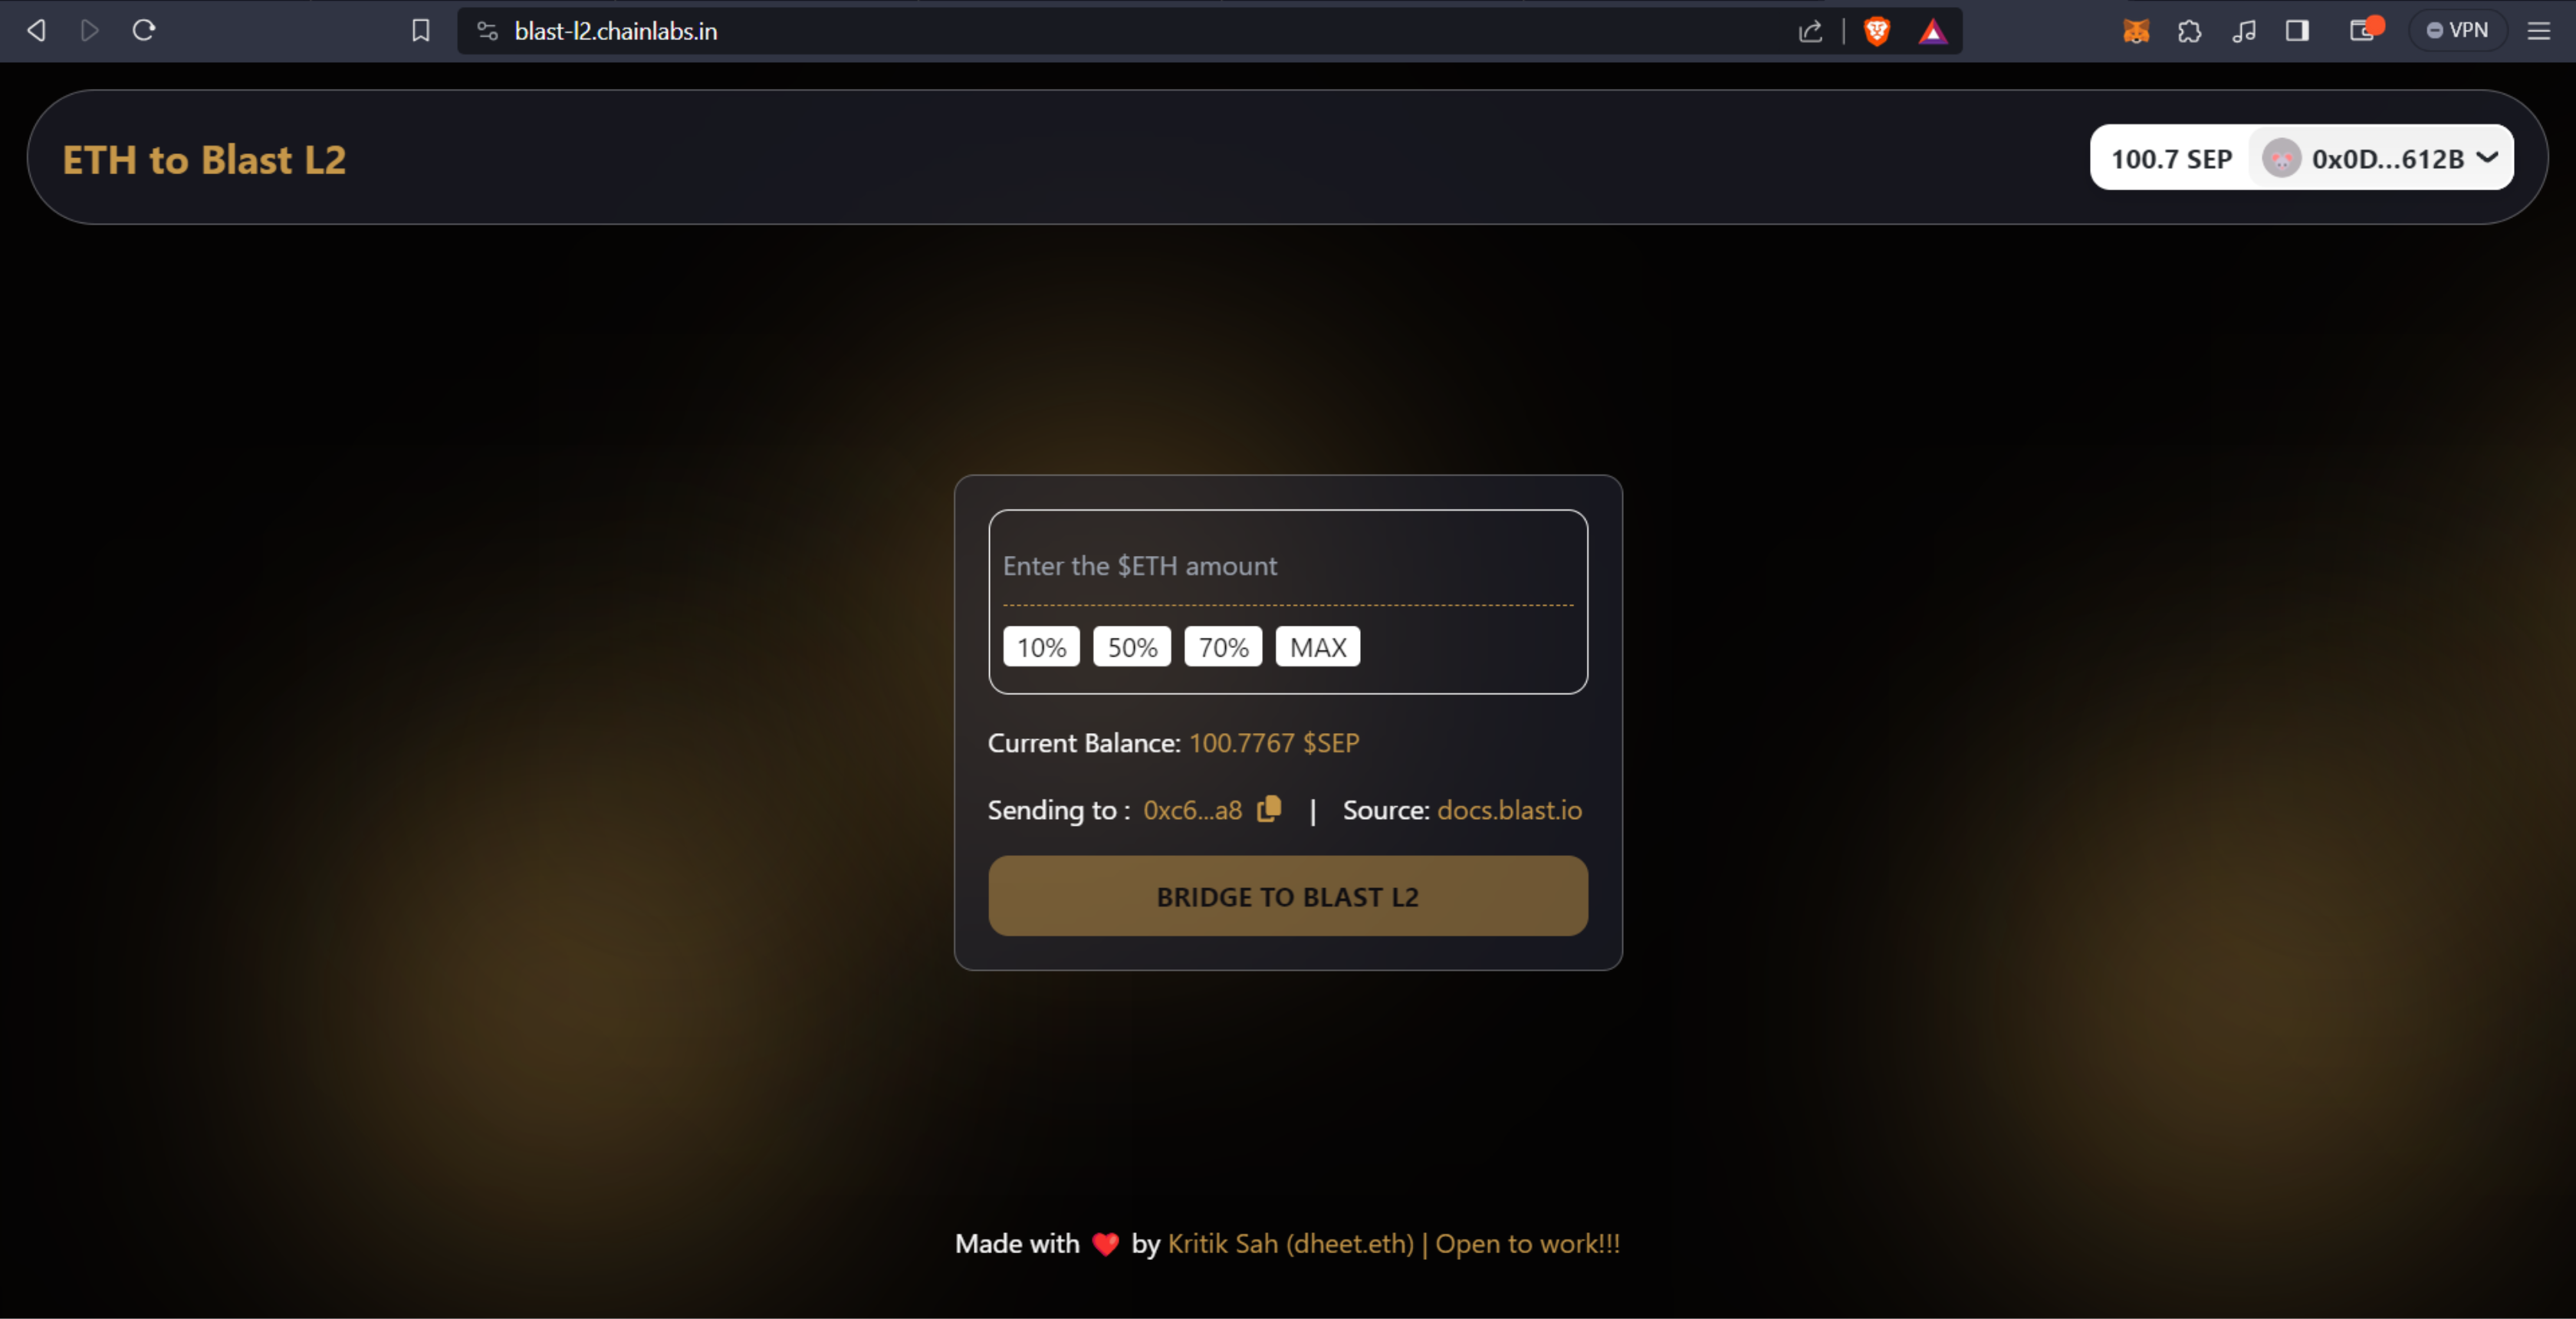 blast-l2.chainlabs.in
VPN
ETH to Blast L2
100.7 SEP 0x0D...612B
Enter the $ETH amount
10% 50% 70% MAX
Current Balance: 100.7767 $SEP
Sending to : 0xc6...a8 | Source: docs.blast.io
BRIDGE TO BLAST L2
Made with ❤️ by Kritik Sah (dheet.eth) | Open to work!!!